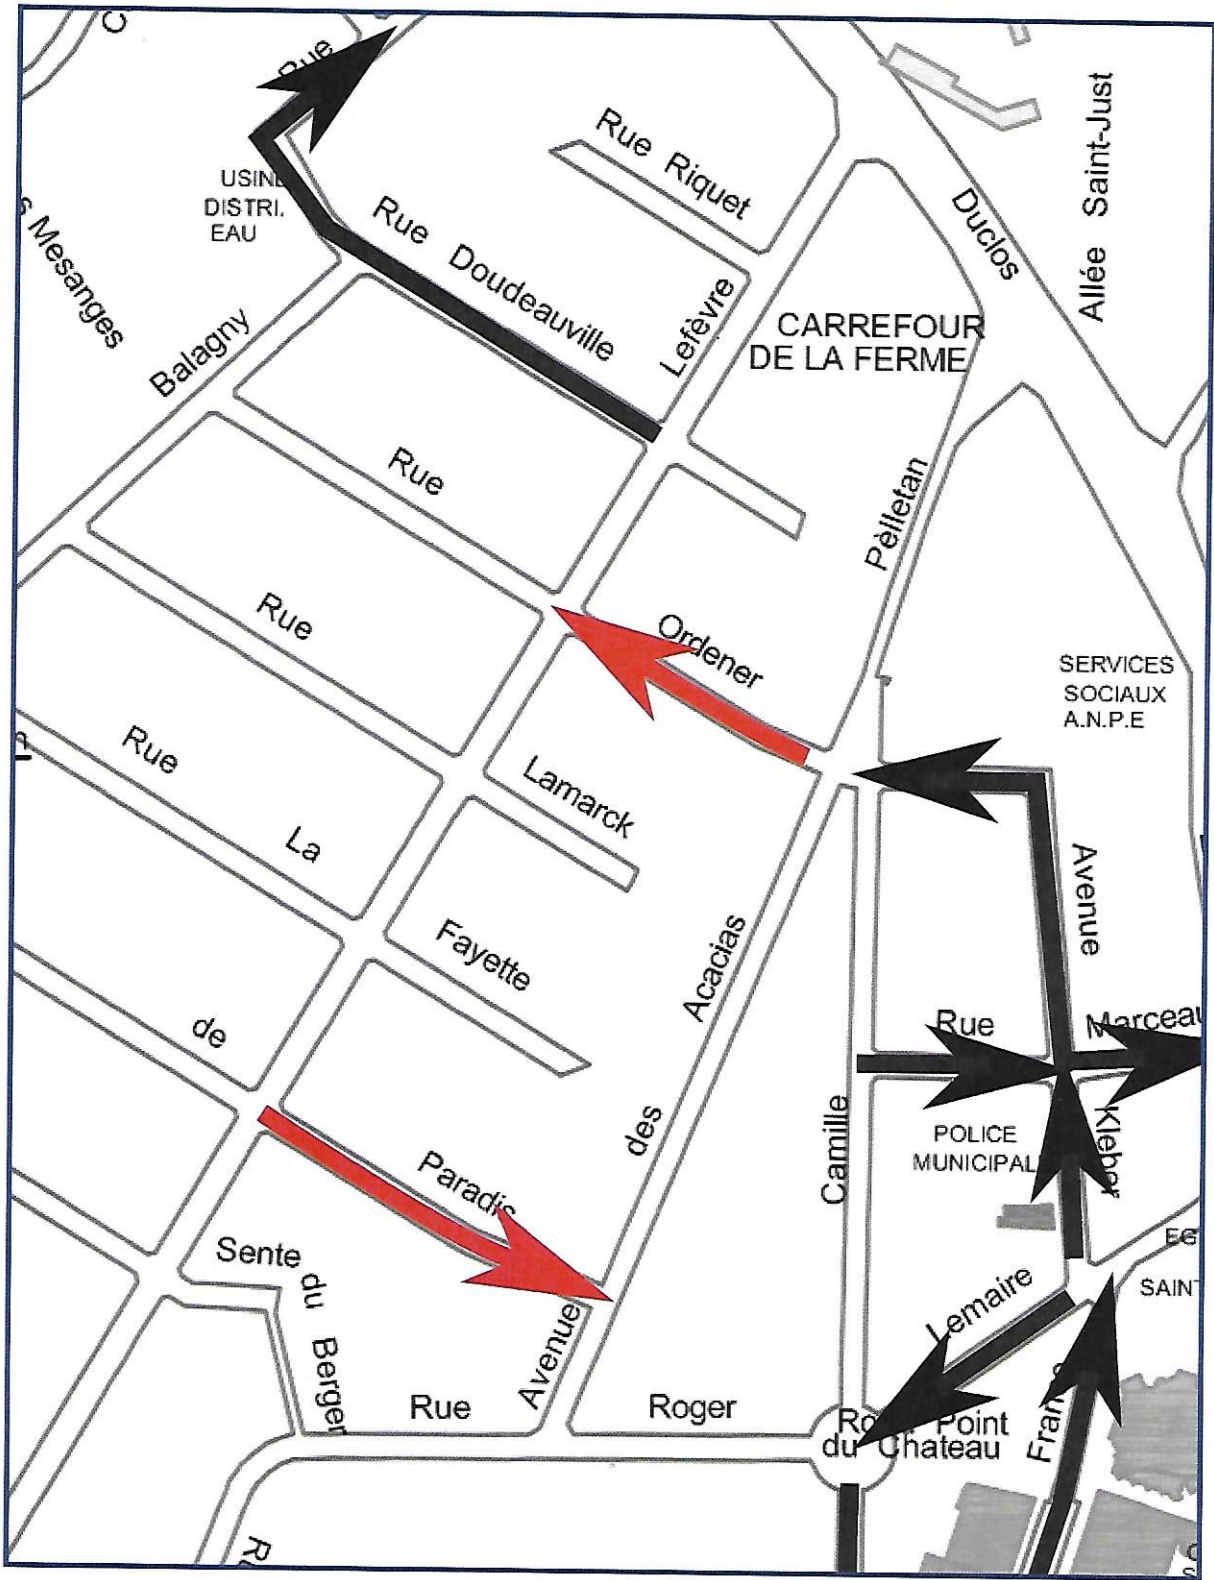 Rue
Rue Riquet
Allée Saint-Just
USINE
DISTRI.
EAU
Mesanges
Rue Doudeauville
Duclos
Lefèvre
CARREFOUR
DE LA FERME
Balagny
Rue
Pèlletan
Rue
Ordener
SERVICES
SOCIAUX
A.N.P.E
Rue
Lamarck
La
Avenue
Fayette
Acacias
de
Rue
Marceau
des
Camille
POLICE
MUNICIPAL
Kleber
Paradis
Sente du Berger
Lemaire
SAINT
Avenue
Rue
Roger
Point
du Chateau